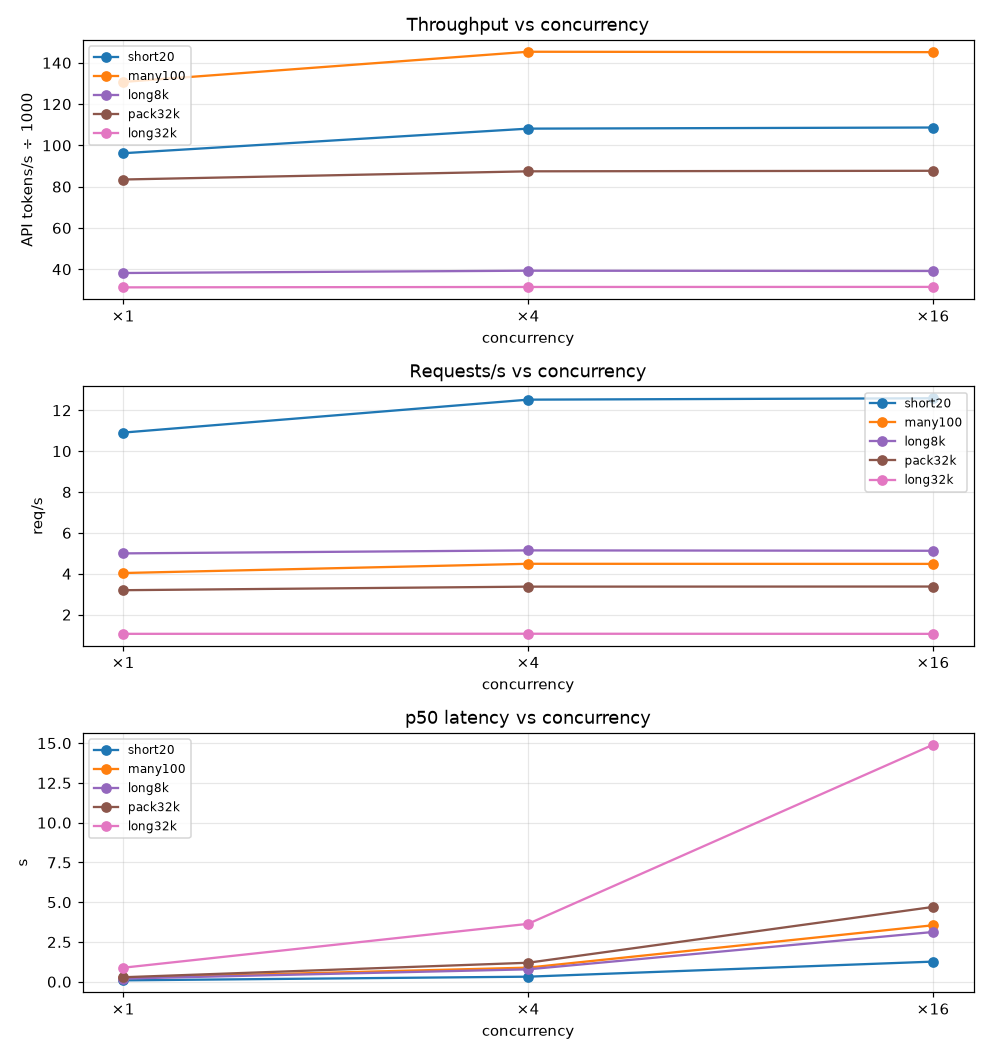 Throughput vs concurrency
API tokens/s ÷ 1000
140
120
100
80
60
40
short20
many100
long8k
pack32k
long32k
×1
×4
×16
concurrency
Requests/s vs concurrency
req/s
12
10
8
6
4
2
short20
many100
long8k
pack32k
long32k
×1
×4
×16
concurrency
p50 latency vs concurrency
s
15.0
12.5
10.0
7.5
5.0
2.5
0.0
short20
many100
long8k
pack32k
long32k
×1
×4
×16
concurrency